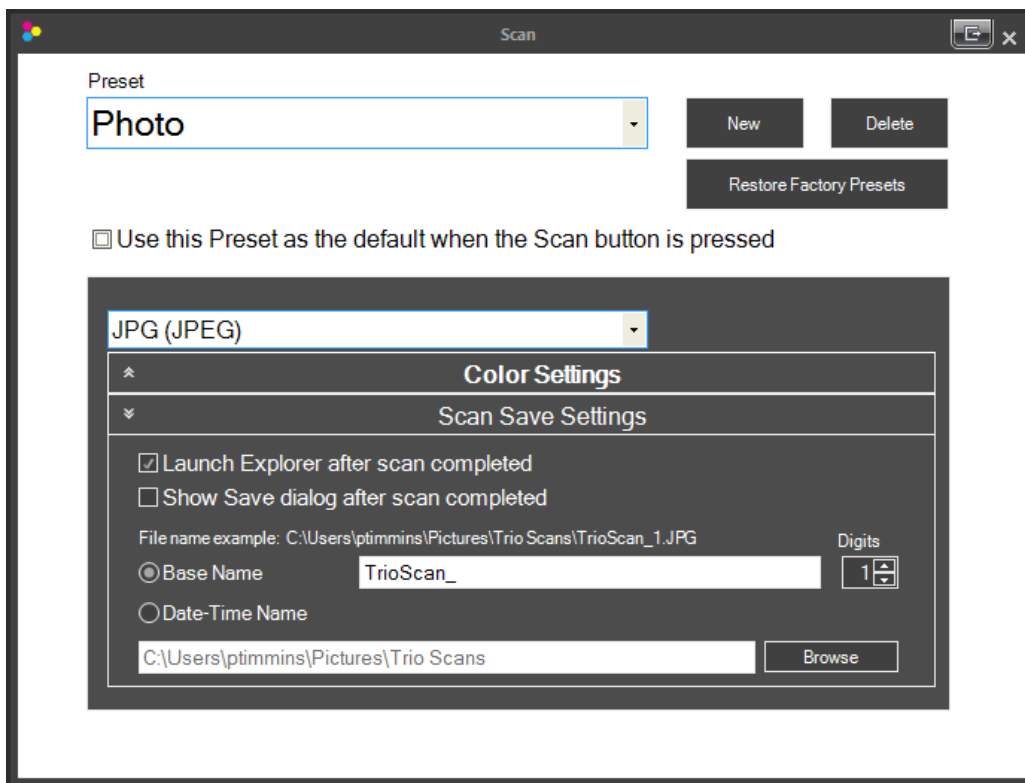 Scan
Preset
Photo
New
Delete
Restore Factory Presets
Use this Preset as the default when the Scan button is pressed
JPG (JPEG)
Color Settings
Scan Save Settings
Launch Explorer after scan completed
Show Save dialog after scan completed
File name example: C:\Users\ptimmins\Pictures\Trio Scans\TrioScan_1.JPG
Digits
Base Name
TrioScan_
1
Date-Time Name
C:\Users\ptimmins\Pictures\Trio Scans
Browse